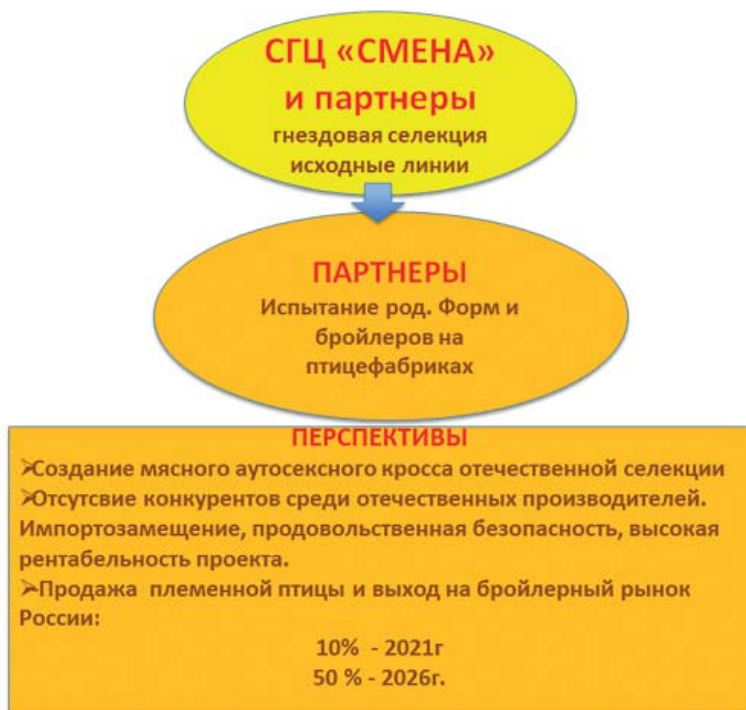 СГЦ «СМЕНА»
и партнеры
гнездовая селекция
исходные линии
ПАРТНЕРЫ
Испытание род. Форм и
бройлеров на
птицефабриках
ПЕРСПЕКТИВЫ
➢Создание мясного аутосексного кросса отечественной селекции
➢Отсутсвие конкурентов среди отечественных производителей.
Импортозамещение, продовольственная безопасность, высокая
рентабельность проекта.
➢Продажа племенной птицы и выход на бройлерный рынок
России:
10% - 2021г
50 % - 2026г.